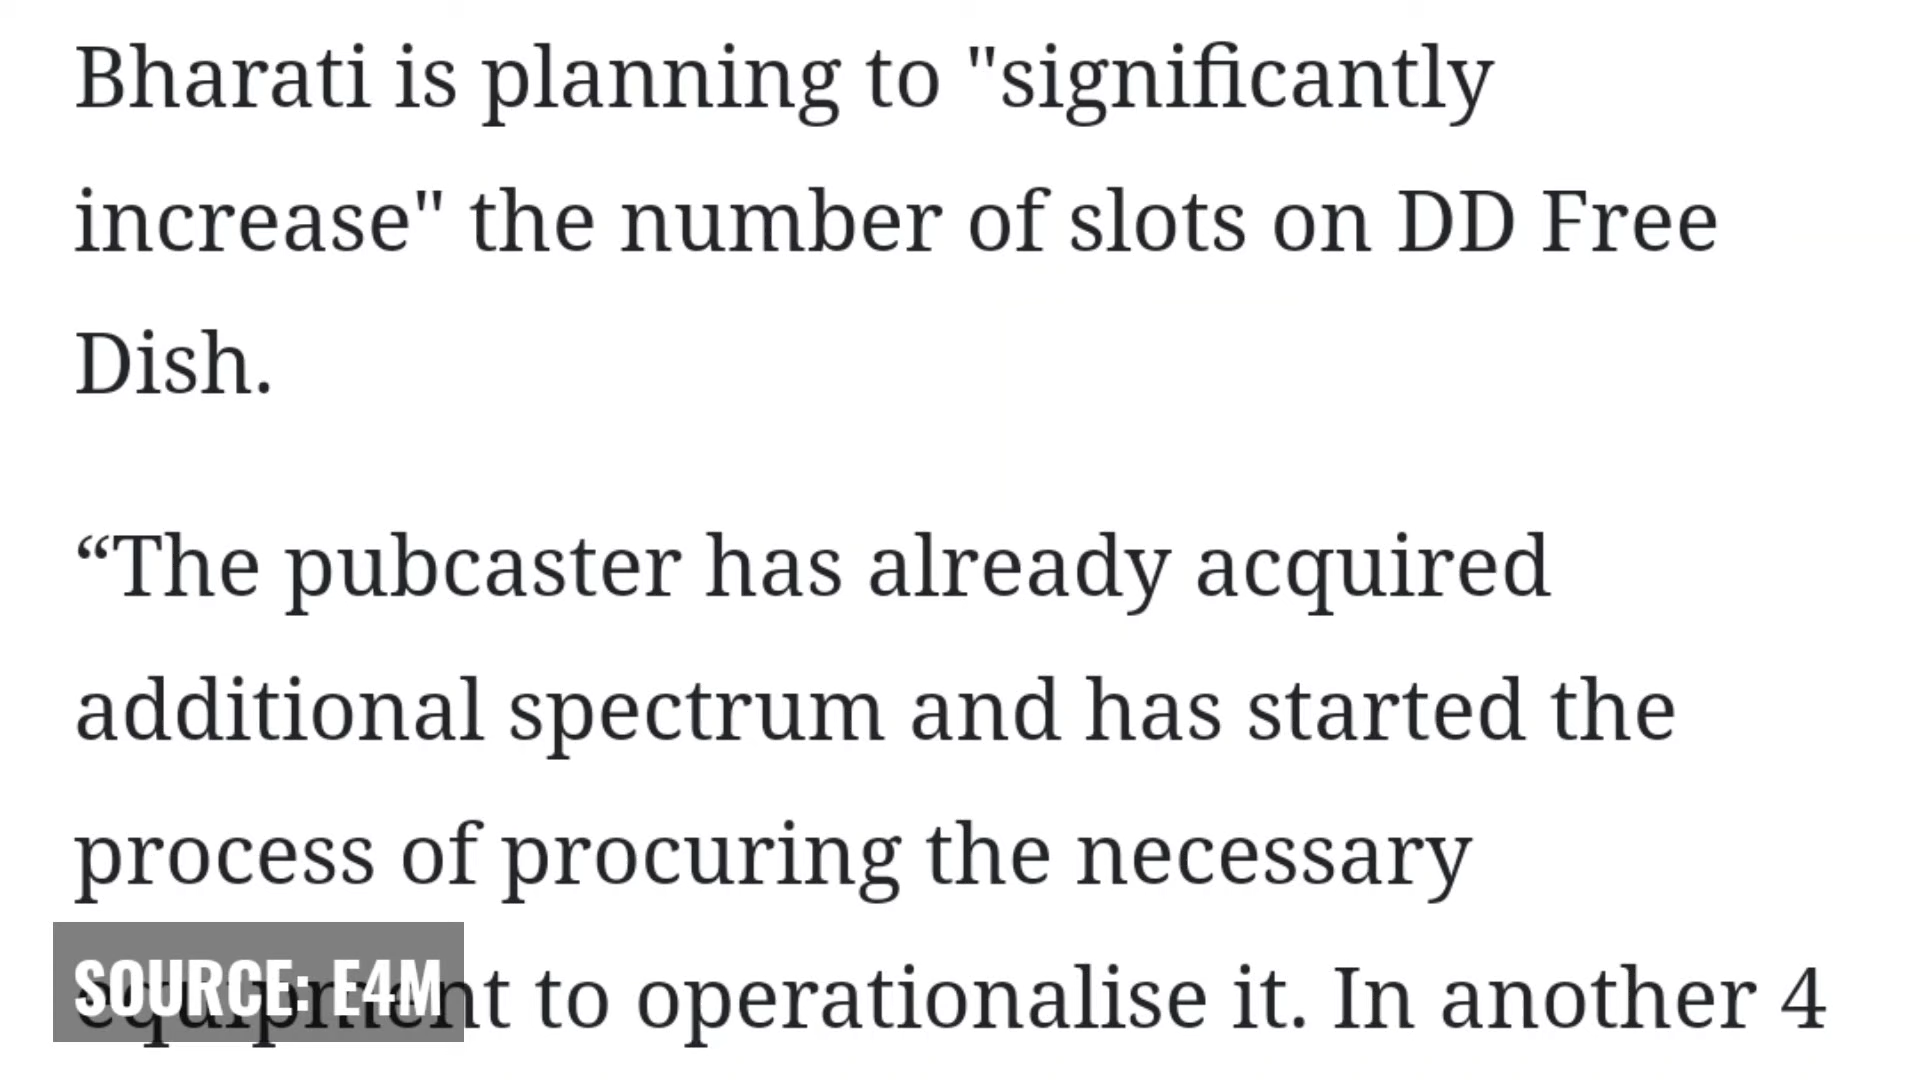 Bharati is planning to "significantly
increase" the number of slots on DD Free
Dish.
“The pubcaster has already acquired
additional spectrum and has started the
process of procuring the necessary
equipment to operationalise it. In another 4
SOURCE: E4M